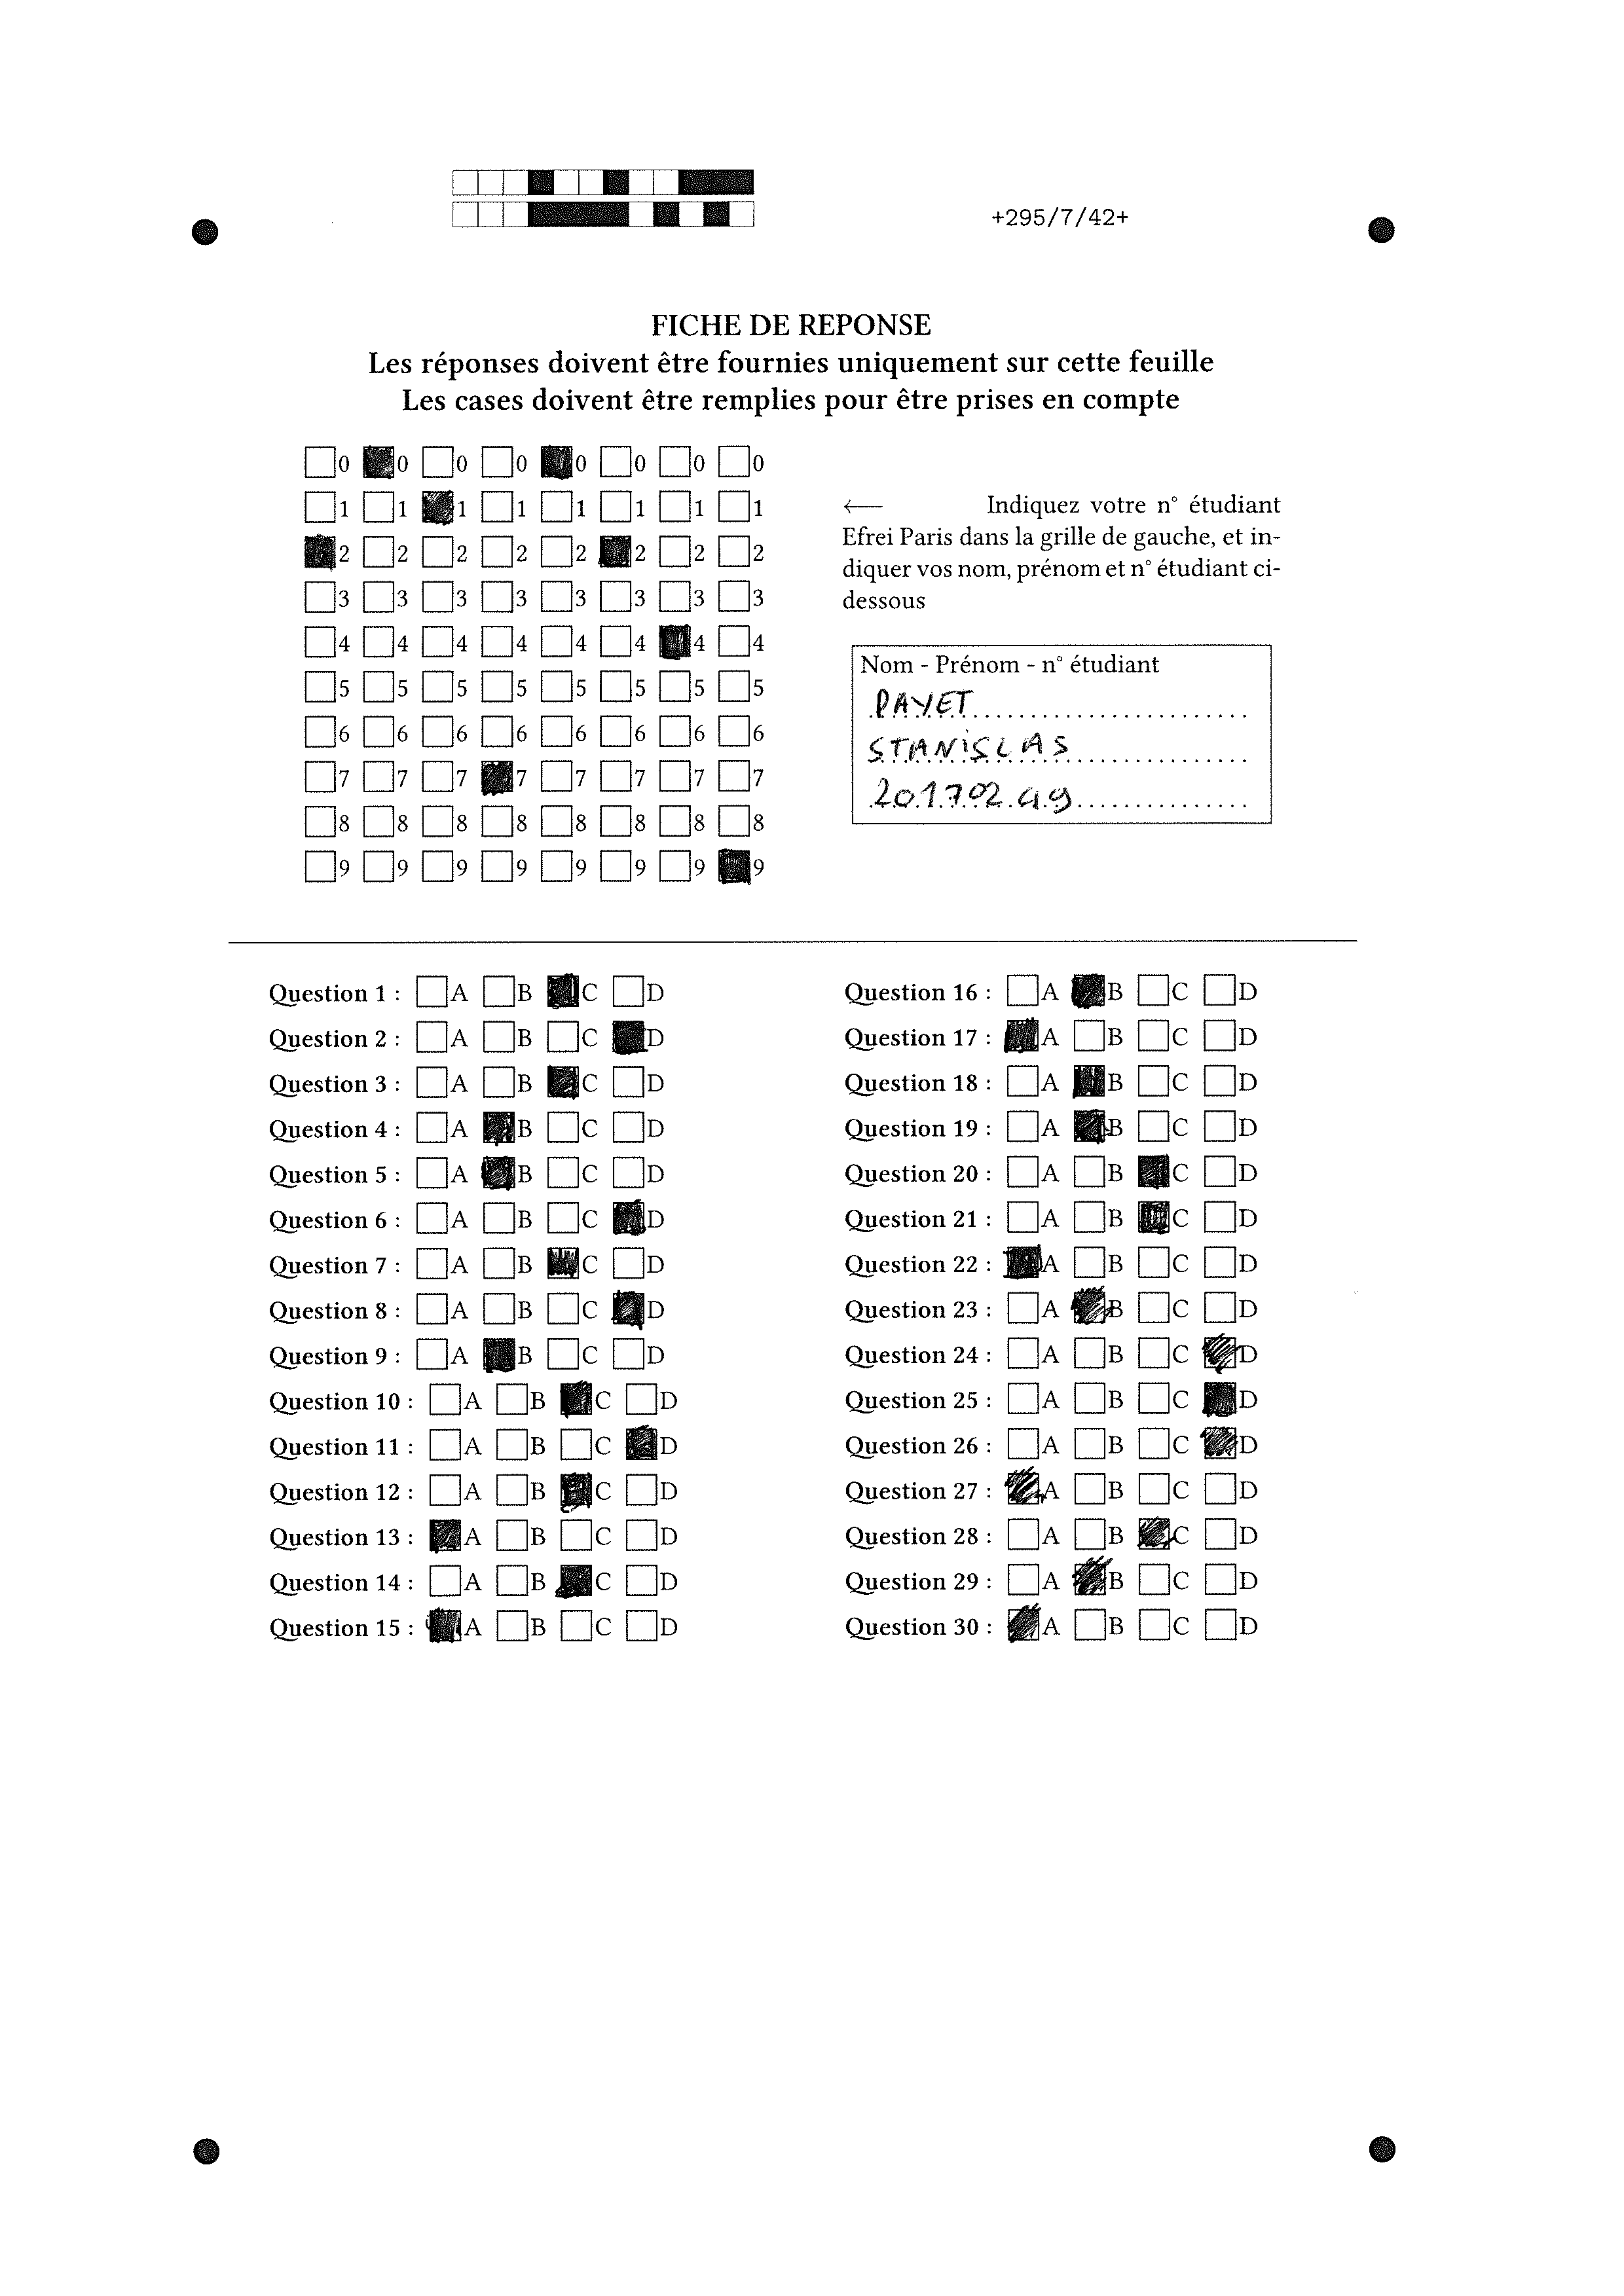 +295/7/42+
FICHE DE REPONSE
Les réponses doivent être fournies uniquement sur cette feuille
Les cases doivent être remplies pour être prises en compte
0 0 0 0 0 0 0 0
1 1 1 1 1 1 1 1
2 2 2 2 2 2 2 2
3 3 3 3 3 3 3 3
4 4 4 4 4 4 4 4
5 5 5 5 5 5 5 5
6 6 6 6 6 6 6 6
7 7 7 7 7 7 7 7
8 8 8 8 8 8 8 8
9 9 9 9 9 9 9 9
← Indiquez votre n° étudiant
Efrei Paris dans la grille de gauche, et in-
diquer vos nom, prénom et n° étudiant ci-
dessous
Nom - Prénom - n° étudiant
PAYET
STANISLAS
20170249
Question 1 : A B C D
Question 2 : A B C D
Question 3 : A B C D
Question 4 : A B C D
Question 5 : A B C D
Question 6 : A B C D
Question 7 : A B C D
Question 8 : A B C D
Question 9 : A B C D
Question 10 : A B C D
Question 11 : A B C D
Question 12 : A B C D
Question 13 : A B C D
Question 14 : A B C D
Question 15 : A B C D
Question 16 : A B C D
Question 17 : A B C D
Question 18 : A B C D
Question 19 : A B C D
Question 20 : A B C D
Question 21 : A B C D
Question 22 : A B C D
Question 23 : A B C D
Question 24 : A B C D
Question 25 : A B C D
Question 26 : A B C D
Question 27 : A B C D
Question 28 : A B C D
Question 29 : A B C D
Question 30 : A B C D